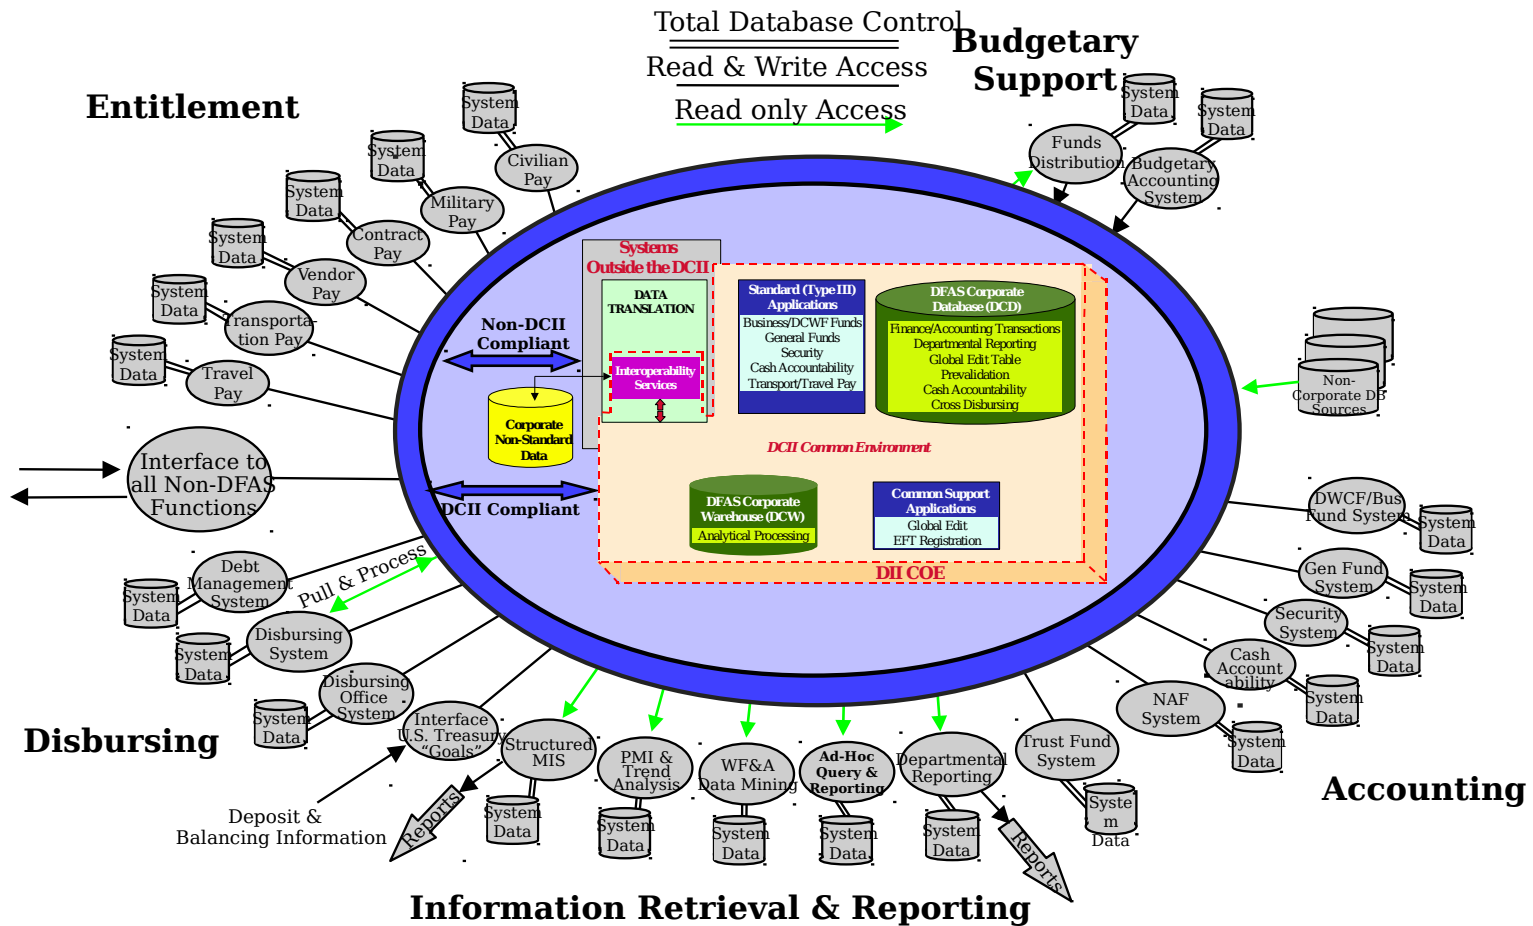 Total Database Control
Read & Write Access
Read only Access
Budgetary
Support
Entitlement
System
Data
Civilian
Pay
System
Data
Military
Pay
System
Data
Contract
Pay
System
Data
Vendor
Pay
System
Data
Transporta-
tion Pay
System
Data
Travel
Pay
System
Data
Funds
Distribution
System
Data
Budgetary
Accounting
System
Non-
Corporate DB
Sources
Interface to
all Non-DFAS
Functions
Non-DCII
Compliant
DCII Compliant
Systems
Outside the DCII
DATA
TRANSLATION
Interoperability
Services
Corporate
Non-Standard
Data
Standard (Type III)
Applications
Business/DCWF Funds
General Funds
Security
Cash Accountability
Transport/Travel Pay
DFAS Corporate
Database (DCD)
Finance/Accounting Transactions
Departmental Reporting
Global Edit Table
Prevalidation
Cash Accountability
Cross Disbursing
DCII Common Environment
DFAS Corporate
Warehouse (DCW)
Analytical Processing
Common Support
Applications
Global Edit
EFT Registration
DII COE
DWCF/Bus
Fund System
System
Data
Gen Fund
System
System
Data
Security
System
System
Data
Cash
Account
ability
System
Data
NAF
System
System
Data
Trust Fund
System
Syste
m
Data
Accounting
Debt
Management
System
System
Data
Pull & Process
Disbursing
System
System
Data
Disbursing
Office
System
System
Data
Interface
U.S. Treasury
“Goals”
Disbursing
Deposit &
Balancing Information
Structured
MIS
System
Data
Reports
PMI &
Trend
Analysis
System
Data
WF&A
Data Mining
System
Data
Ad-Hoc
Query &
Reporting
System
Data
Departmental
Reporting
System
Data
Reports
Information Retrieval & Reporting